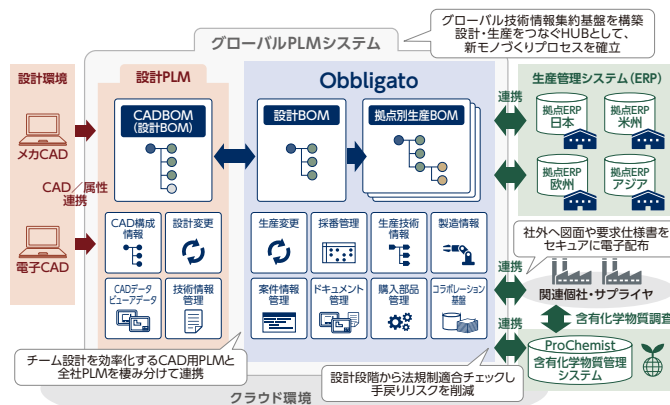 グローバル技術情報集約基盤を構築
設計・生産をつなぐHUBとして、
新モノづくりプロセスを確立
グローバルPLMシステム
設計環境
メカCAD
CAD／属性
連携
電子CAD
設計PLM
CADBOM
(設計BOM)
CAD構成
情報
設計変更
CADデータ
ビューアデータ
技術情報
管理
Obbligato
設計BOM
拠点別生産BOM
生産変更
採番管理
生産技術
情報
製造情報
案件情報
管理
ドキュメント
管理
購入部品
管理
コラボレーション
基盤
連携
生産管理システム(ERP)
拠点ERP
日本
拠点ERP
米州
拠点ERP
欧州
拠点ERP
アジア
社外へ図面や要求仕様書を
セキュアに電子配布
連携
関連個社・サプライヤ
含有化学物質調査
連携
ProChemist
含有化学物質管理
システム
チーム設計を効率化するCAD用PLMと
全社PLMを棲み分けて連携
設計段階から法規制適合チェックし
手戻りリスクを削減
クラウド環境